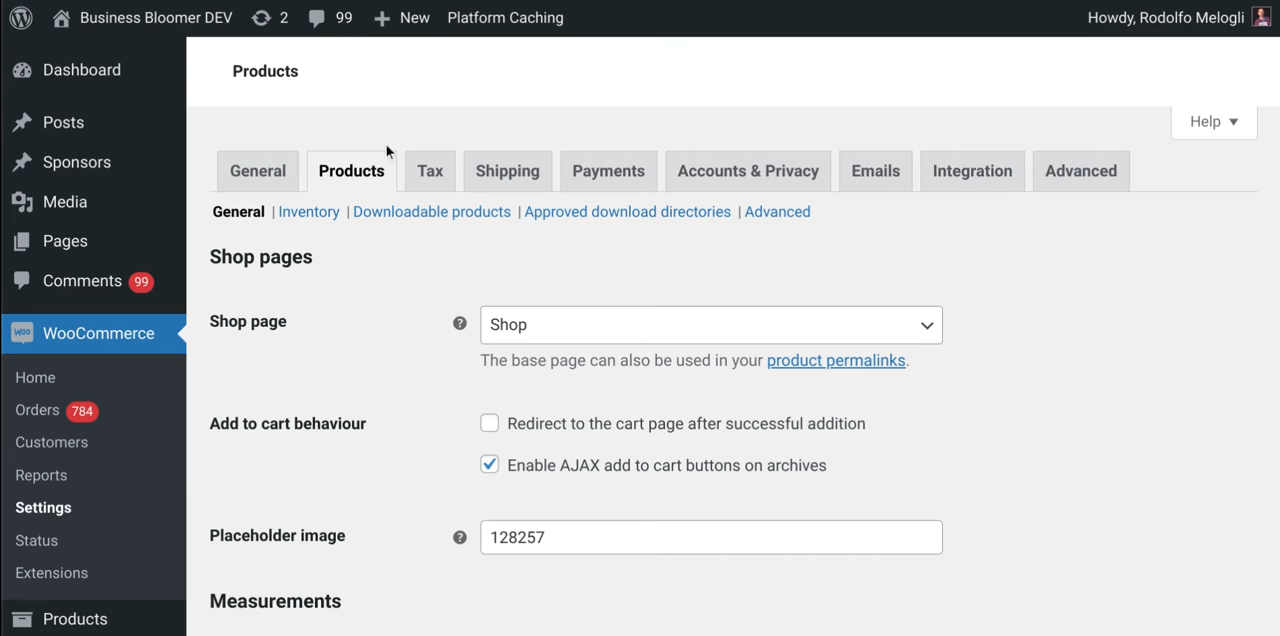 Business Bloomer DEV 2 99 New Platform Caching Howdy, Rodolfo Melogli
Dashboard
Posts
Sponsors
Media
Pages
Comments 99
Woo WooCommerce
Home
Orders 784
Customers
Reports
Settings
Status
Extensions
Products
Products
Help
General Products Tax Shipping Payments Accounts & Privacy Emails Integration Advanced
General | Inventory | Downloadable products | Approved download directories | Advanced
Shop pages
Shop page ? Shop
The base page can also be used in your product permalinks.
Add to cart behaviour Redirect to the cart page after successful addition
Enable AJAX add to cart buttons on archives
Placeholder image ? 128257
Measurements